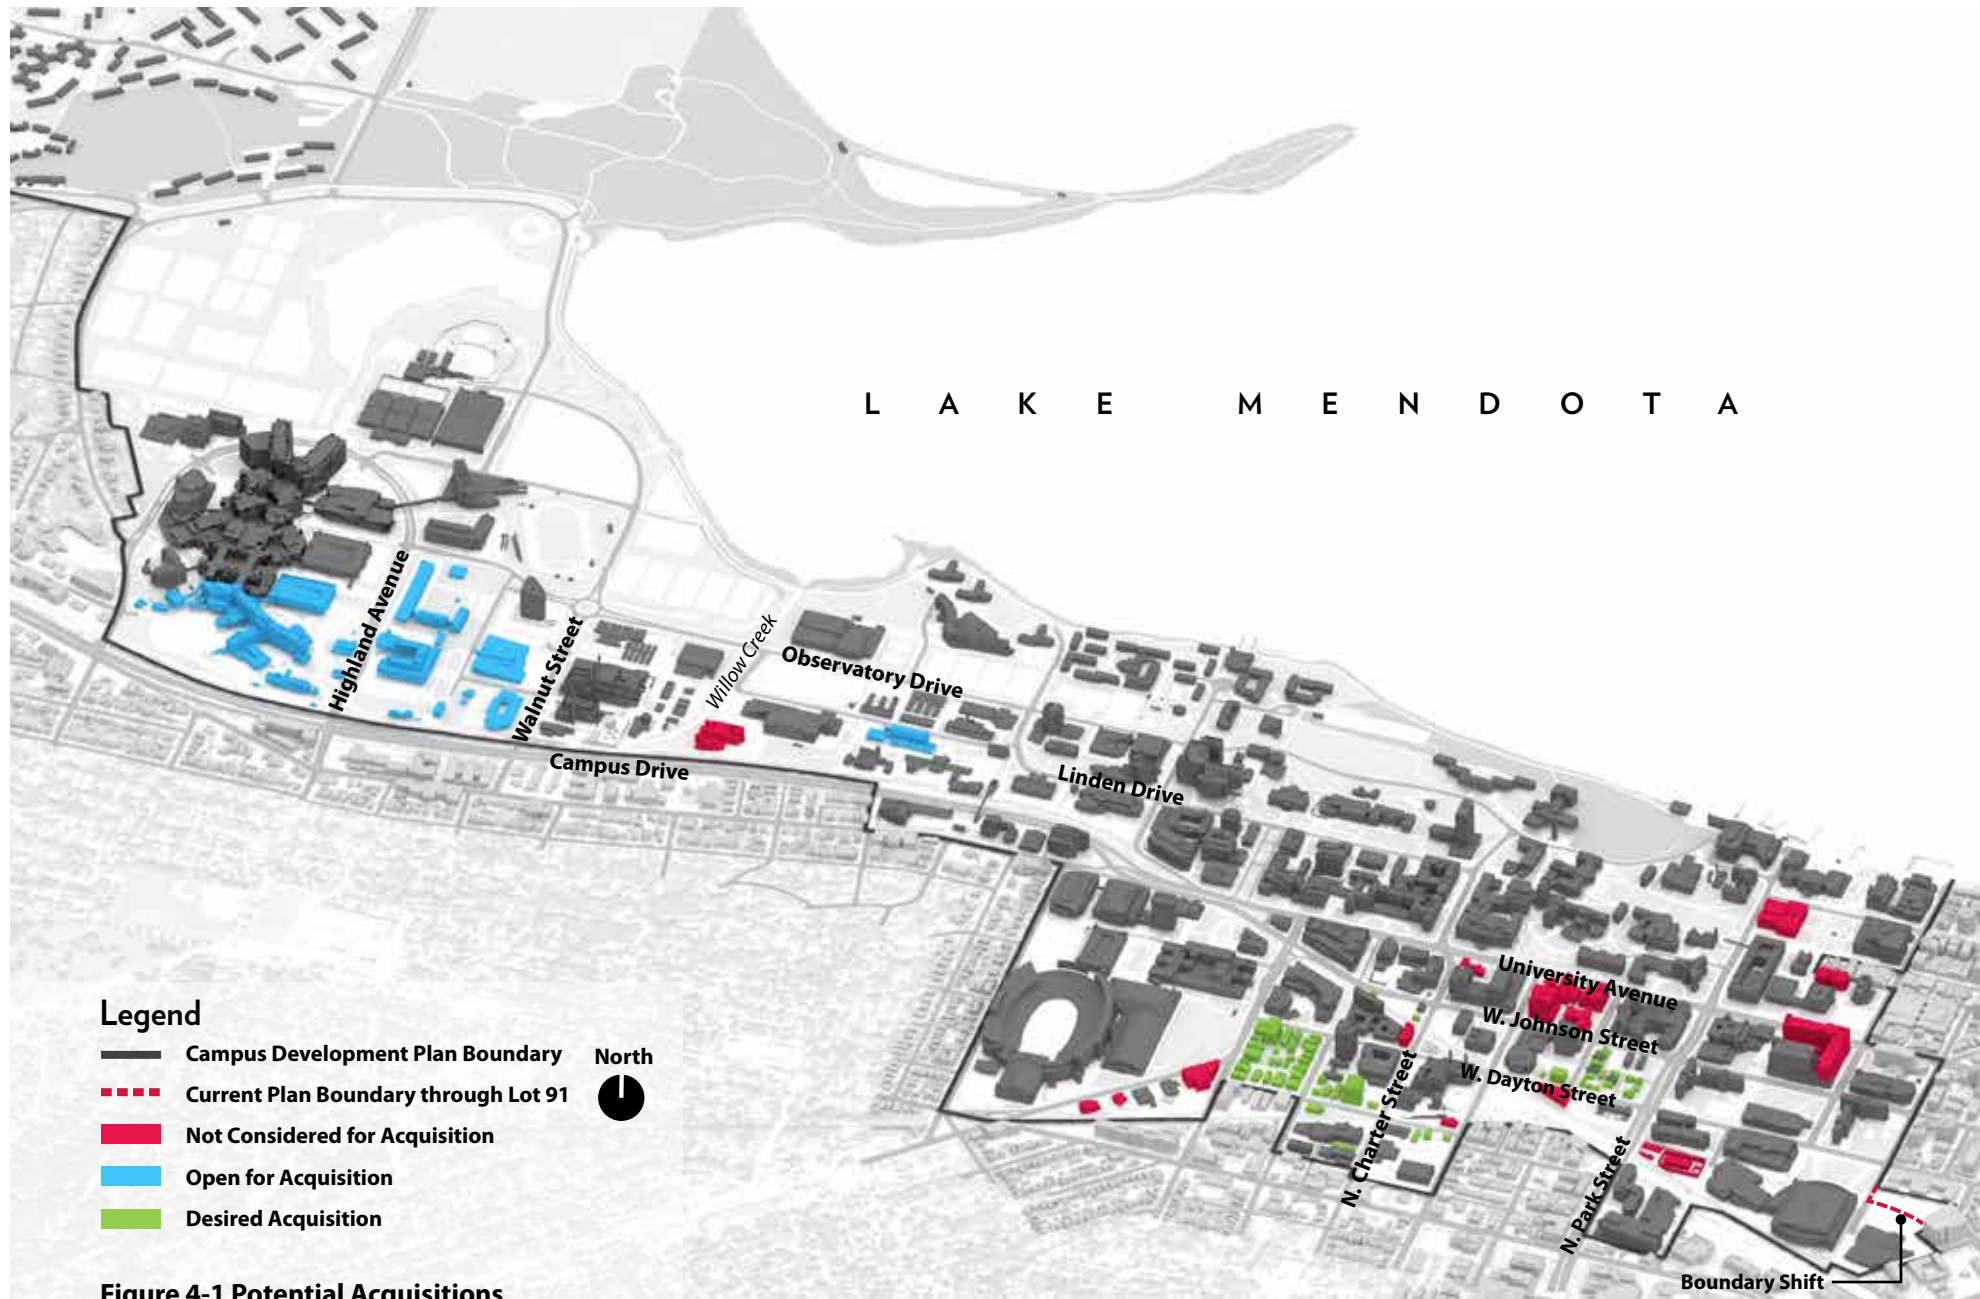 LAKE MENDOTA
Highland Avenue
Walnut Street
Willow Creek
Observatory Drive
Campus Drive
Linden Drive
University Avenue
W. Johnson Street
W. Dayton Street
N. Charter Street
N. Park Street
Boundary Shift
Legend
Campus Development Plan Boundary
North
Current Plan Boundary through Lot 91
Not Considered for Acquisition
Open for Acquisition
Desired Acquisition
Figure 4-1 Potential Acquisitions